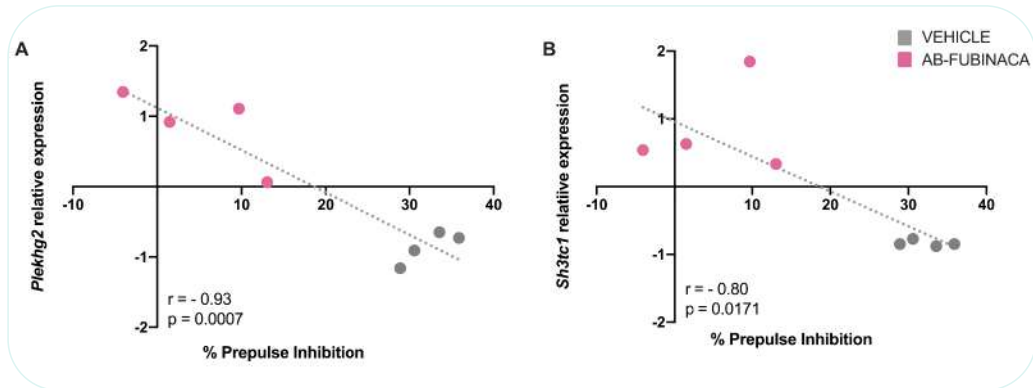 A
2
1
-10
10
20
30
40
-1
-2
Plekhg2 relative expression
r = - 0.93
p = 0.0007
% Prepulse Inhibition
B
VEHICLE
AB-FUBINACA
2
1
-10
0
10
20
30
40
-1
-2
Sh3tc1 relatiive expression
r = - 0.80
p = 0.0171
% Prepulse Inhibition